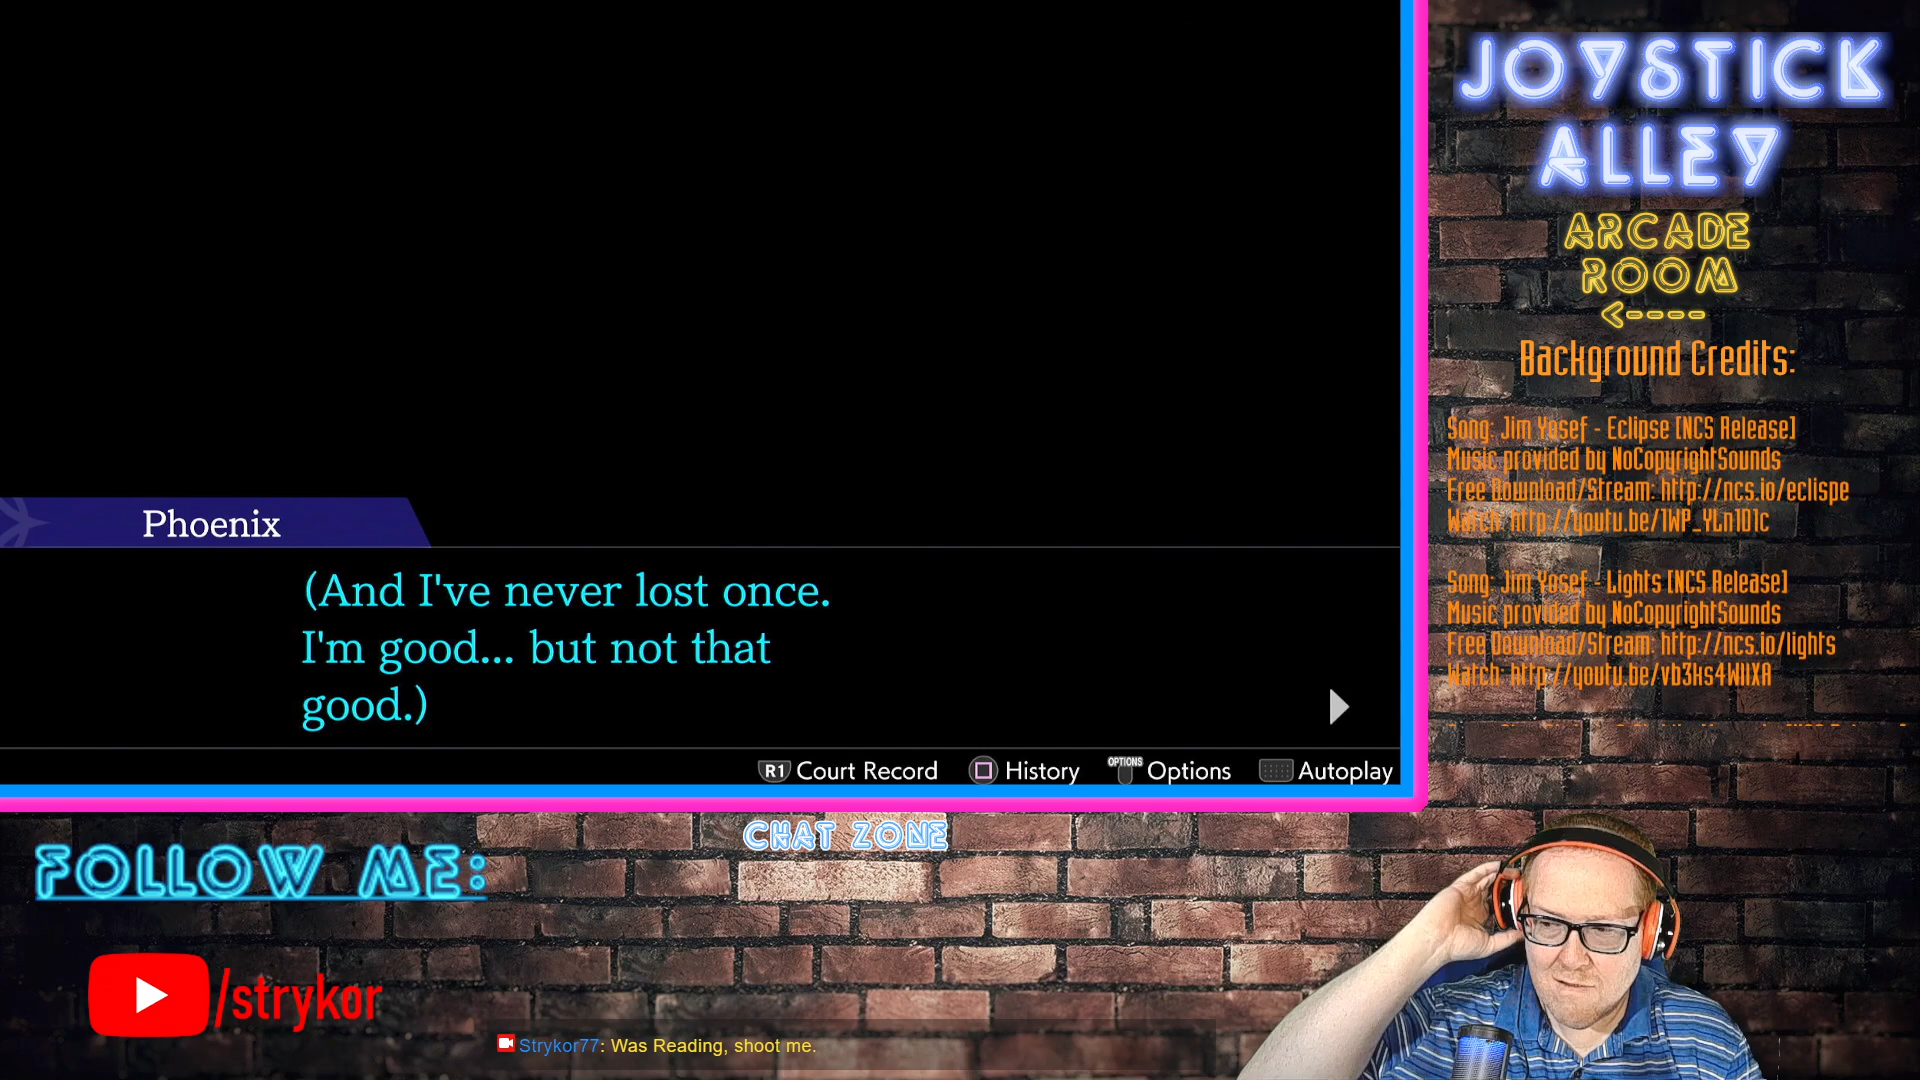 JOYSTICK
ALLEY
ARCADE
ROOM
<----
Background Credits:
Song: Jim Yosef - Eclipse [NCS Release]
Music provided by NoCopyrightSounds
Free Download/Stream: http://ncs.io/eclispe
Watch: http://youtu.be/
Song: Jim Yosef - Lights [NCS Release]
Music provided by NoCopyrightSounds
Free Download/Stream: http://ncs.io/lights
Watch: http://youtu.be/
Phoenix
(And I've never lost once.
I'm good... but not that
good.)
R1 Court Record History OPTIONS Options Autoplay
CHAT ZONE
FOLLOW ME:
/strykor
Strykor77: Was Reading, shoot me.